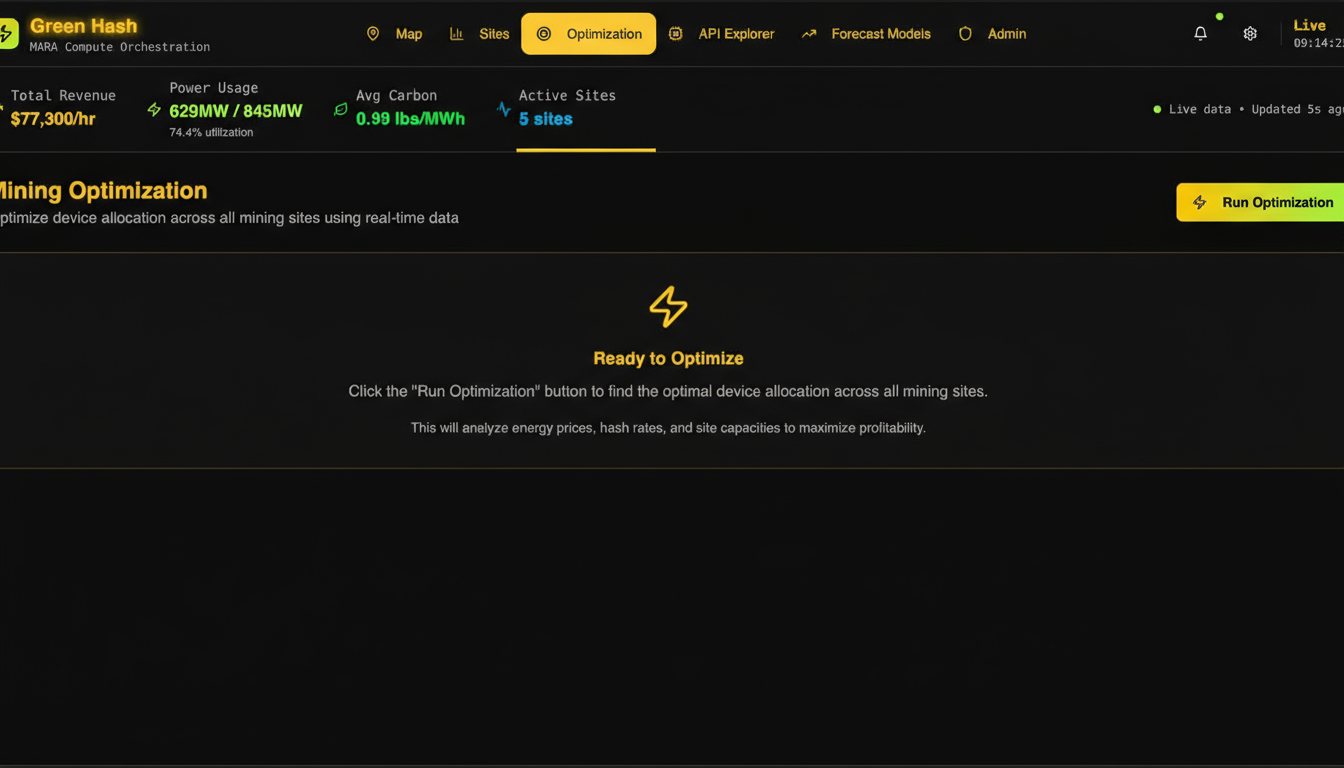 Green Hash
MARA Compute Orchestration
Map
Sites
Optimization
API Explorer
Forecast Models
Admin
Live
09:14:2
Total Revenue
$77,300/hr
Power Usage
629MW / 845MW
74.4% utilization
Avg Carbon
0.99 lbs/MWh
Active Sites
5 sites
Live data • Updated 5s ag
Mining Optimization
ptimize device allocation across all mining sites using real-time data
Run Optimization
Ready to Optimize
Click the "Run Optimization" button to find the optimal device allocation across all mining sites.
This will analyze energy prices, hash rates, and site capacities to maximize profitability.